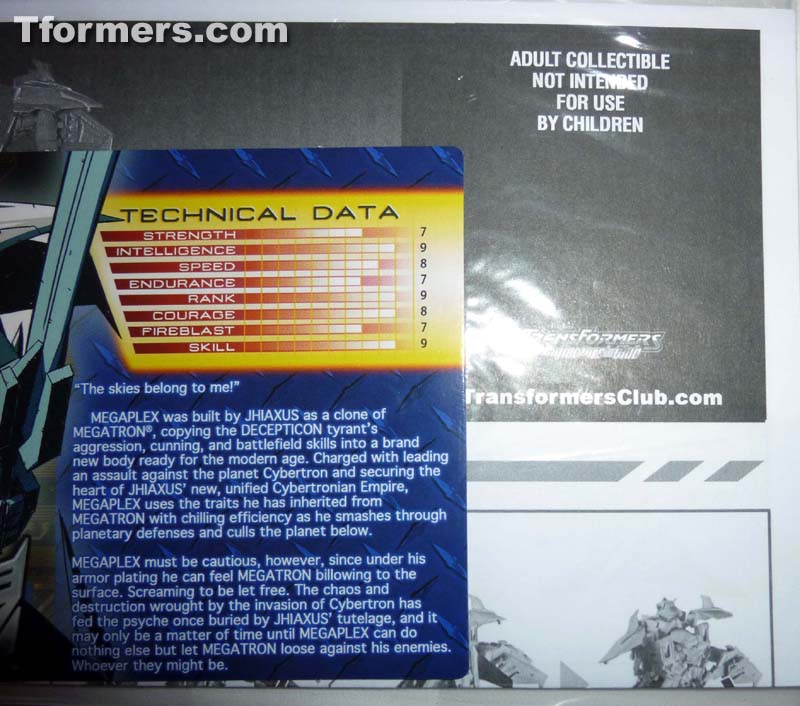 Tformers.com
ADULT COLLECTIBLE
NOT INTENDED
FOR USE
BY CHILDREN
TECHNICAL DATA
STRENGTH 7
INTELLIGENCE 9
SPEED 8
ENDURANCE 7
RANK 9
COURAGE 8
FIREBLAST 7
SKILL 9
TRANSFORMERS
TransformersClub.com
"The skies belong to me!"
MEGAPLEX was built by JHIAXUS as a clone of
MEGATRON®, copying the DECEPTICON tyrant's
aggression, cunning, and battlefield skills into a brand
new body ready for the modern age. Charged with leading
an assault against the planet Cybertron and securing the
heart of JHIAXUS' new, unified Cybertronian Empire,
MEGAPLEX uses the traits he has inherited from
MEGATRON with chilling efficiency as he smashes through
planetary defenses and culls the planet below.
MEGAPLEX must be cautious, however, since under his
armor plating he can feel MEGATRON billowing to the
surface. Screaming to be let free. The chaos and
destruction wrought by the invasion of Cybertron has
fed the psyche once buried by JHIAXUS' tutelage, and it
may only be a matter of time until MEGAPLEX can do
nothing else but let MEGATRON loose against his enemies.
Whoever they might be.